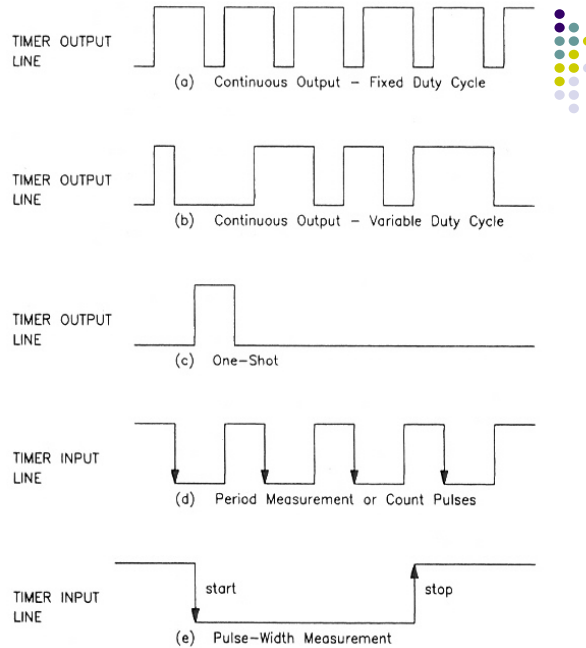 TIMER OUTPUT
LINE
(a) Continuous Output – Fixed Duty Cycle
TIMER OUTPUT
LINE
(b) Continuous Output – Variable Duty Cycle
TIMER OUTPUT
LINE
(c) One–Shot
TIMER INPUT
LINE
(d) Period Measurement or Count Pulses
start
stop
TIMER INPUT
LINE
(e) Pulse–Width Measurement